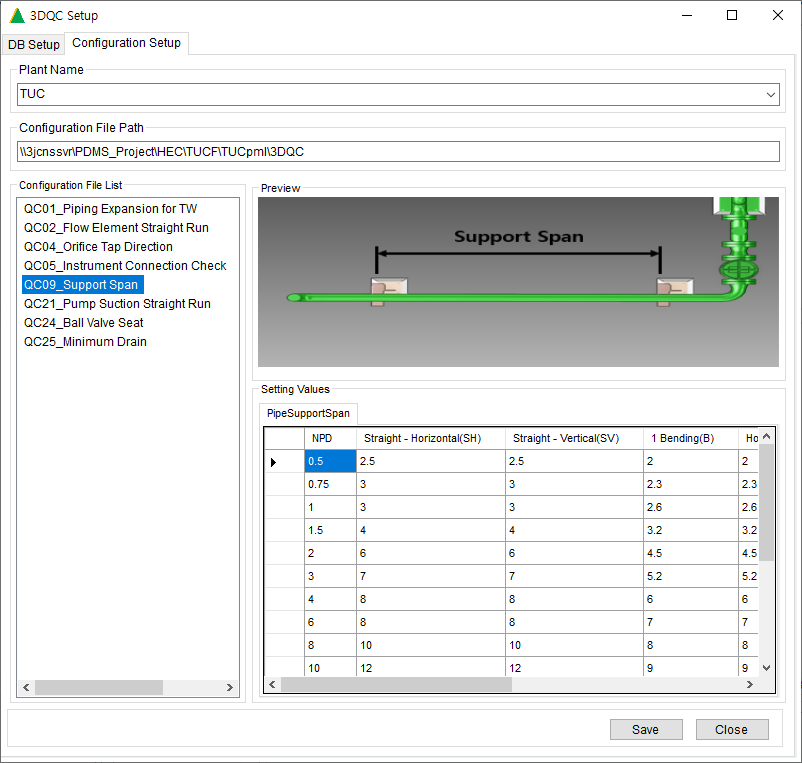 3DQC Setup
DB Setup
Configuration Setup
Plant Name
TUC
Configuration File Path
\\3jcnssvr\PDMS_Project\HEC\TUCF\TUCpml\3DQC
Configuration File List
QC01_Piping Expansion for TW
QC02_Flow Element Straight Run
QC04_Orifice Tap Direction
QC05_Instrument Connection Check
QC09_Support Span
QC21_Pump Suction Straight Run
QC24_Ball Valve Seat
QC25_Minimum Drain
Preview
Support Span
Setting Values
PipeSupportSpan
NPD Straight - Horizontal(SH) Straight - Vertical(SV) 1 Bending(B) Ho
0.5 2.5 2.5 2 2
0.75 3 3 2.3 2.3
1 3 3 2.6 2.6
1.5 4 4 3.2 3.2
2 6 6 4.5 4.5
3 7 7 5.2 5.2
4 8 8 6 6
6 8 8 7 7
8 10 10 8 8
10 12 12 9 9
Save
Close